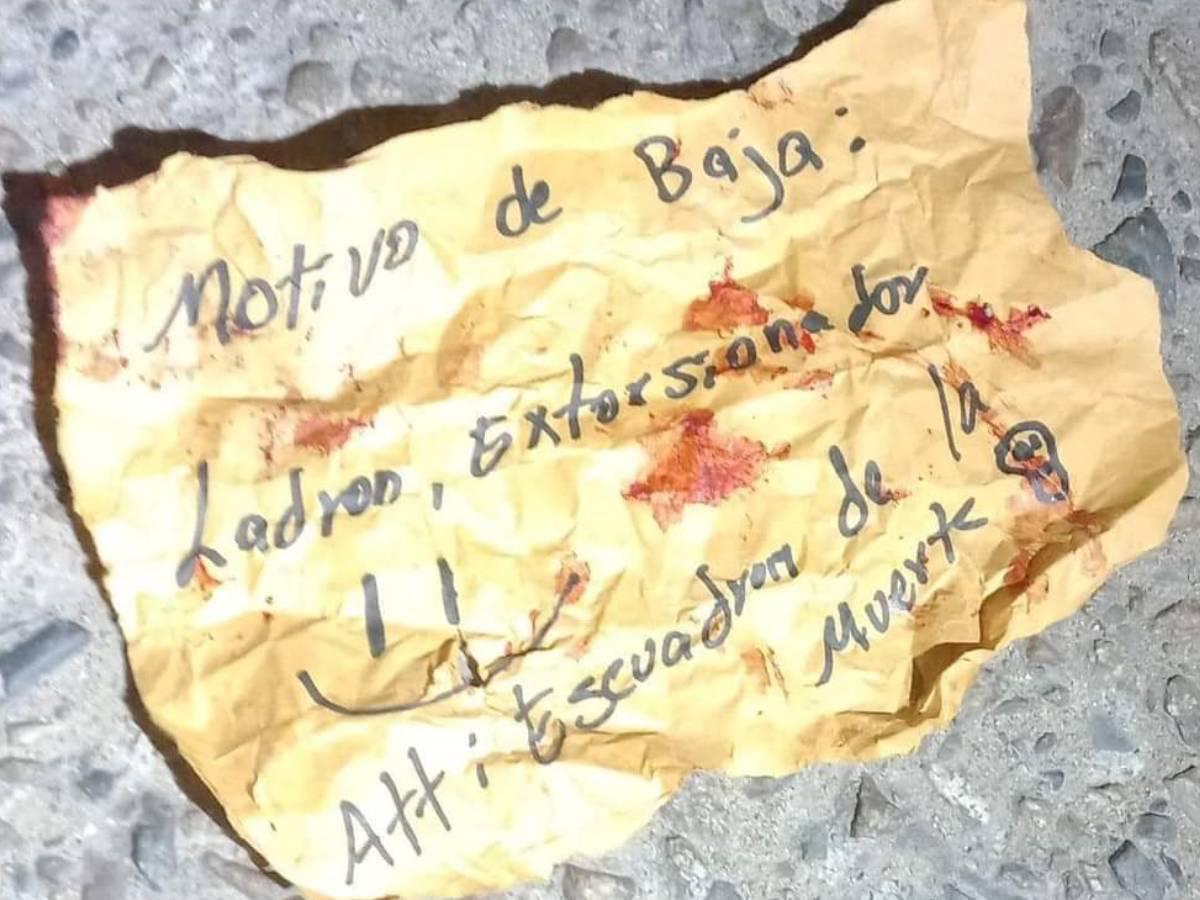 Motivo de Baja:
Ladron, Extorsionador
Att: Escuadron de la
Muerte